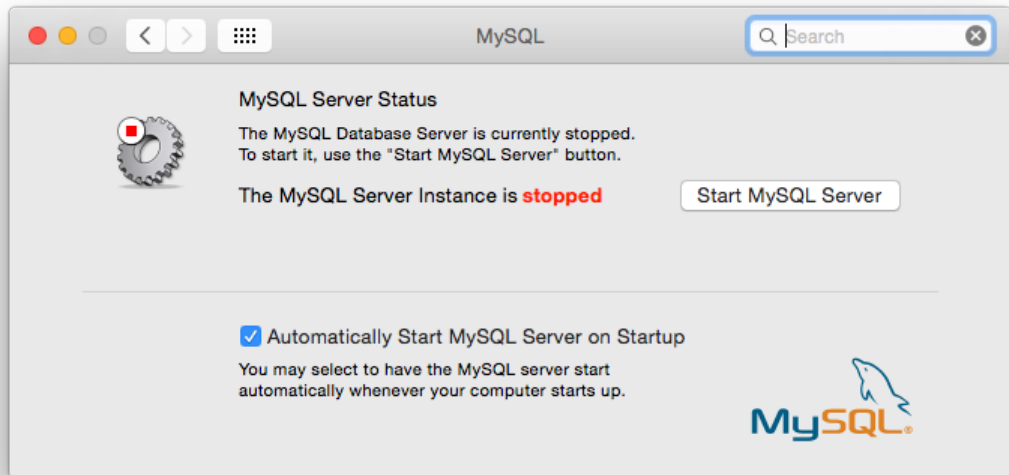 MySQL
Search
MySQL Server Status
The MySQL Database Server is currently stopped.
To start it, use the "Start MySQL Server" button.
The MySQL Server Instance is stopped
Start MySQL Server
Automatically Start MySQL Server on Startup
You may select to have the MySQL server start
automatically whenever your computer starts up.
MySQL®